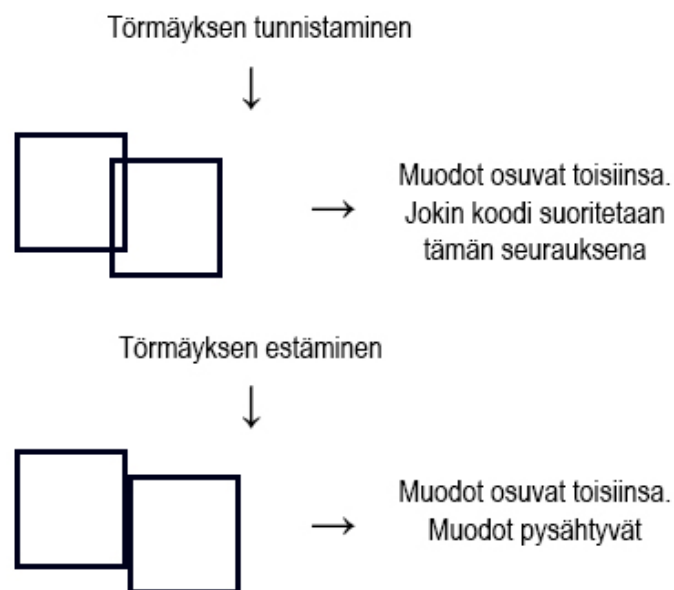 Törmäyksen tunnistaminen
Muodot osuvat toisiinsa.
Jokin koodi suoritetaan
tämän seurauksena
Törmäyksen estäminen
Muodot osuvat toisiinsa.
Muodot pysähtyvät